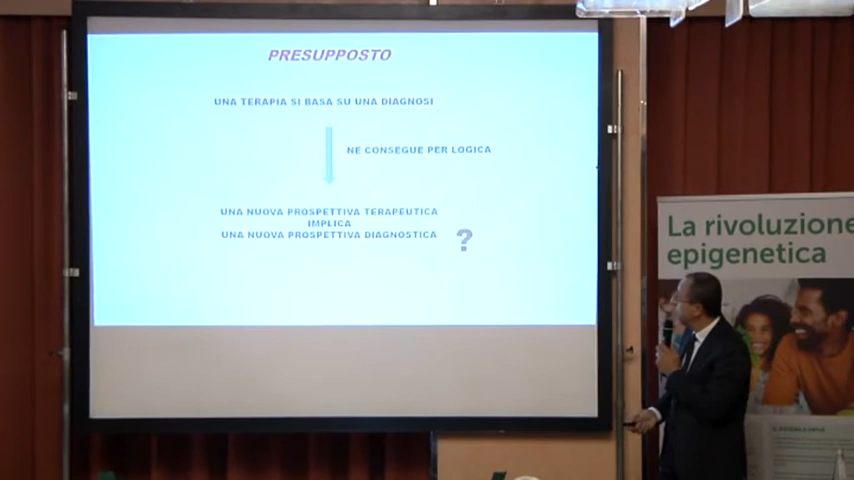 PRESUPPOSTO
UNA TERAPIA SI BASA SU UNA DIAGNOSI
NE CONSEGUE PER LOGICA
UNA NUOVA PROSPETTIVA TERAPEUTICA
IMPLICA
UNA NUOVA PROSPETTIVA DIAGNOSTICA ?
La rivoluzione
epigenetica